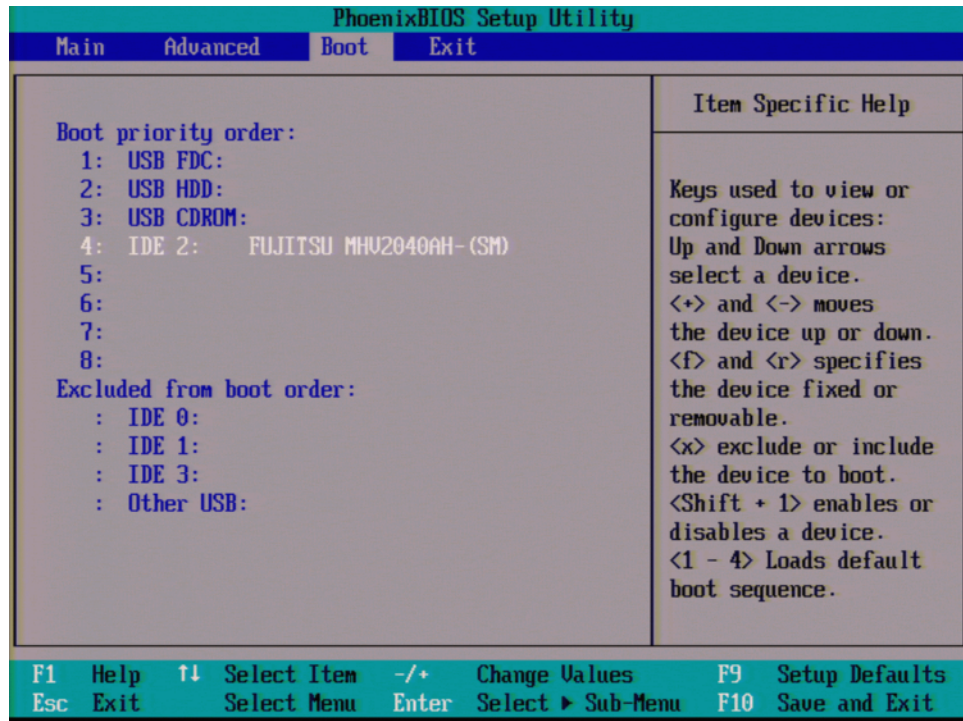 PhoenixBIOS Setup Utility
Main Advanced Boot Exit
Boot priority order:
1: USB FDC:
2: USB HDD:
3: USB CDROM:
4: IDE 2: FUJITSU MHV2040AH-(SM)
5:
6:
7:
8:
Excluded from boot order:
: IDE 0:
: IDE 1:
: IDE 3:
: Other USB:
Item Specific Help
Keys used to view or
configure devices:
Up and Down arrows
select a device.
<+> and <-> moves
the device up or down.
<f> and <r> specifies
the device fixed or
removable.
<x> exclude or include
the device to boot.
<Shift + 1> enables or
disables a device.
<1 - 4> Loads default
boot sequence.
F1 Help ↑↓ Select Item -/+ Change Values F9 Setup Defaults
Esc Exit Select Menu Enter Select ▶ Sub-Menu F10 Save and Exit